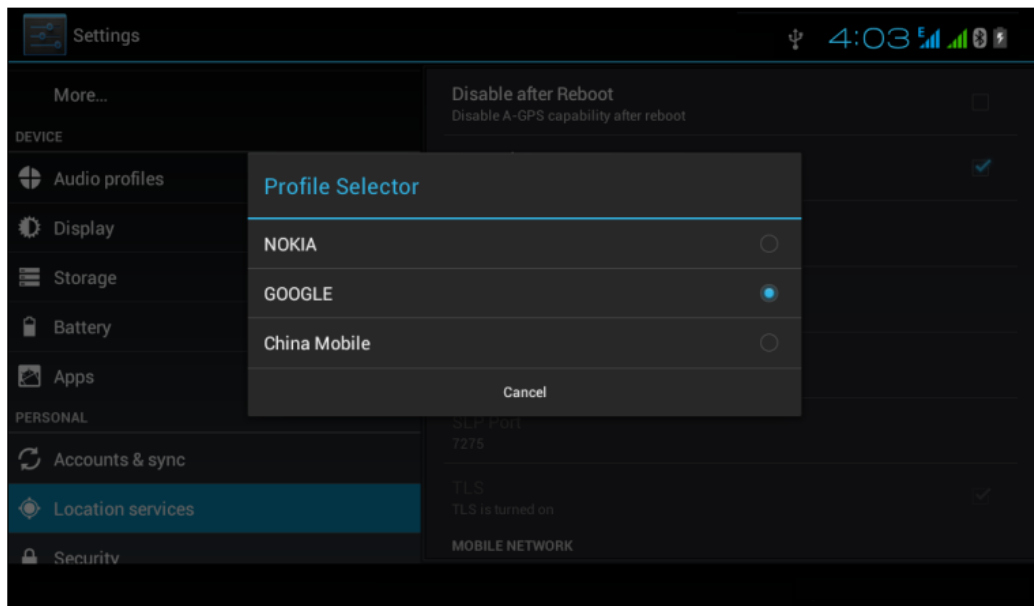 Settings
4:03
E
More...
DEVICE
Audio profiles
Display
Storage
Battery
Apps
PERSONAL
Accounts & sync
Location services
Security
Disable after Reboot
Disable A-GPS capability after reboot
Profile Selector
NOKIA
GOOGLE
China Mobile
Cancel
SLP Port
7275
TLS
TLS is turned on
MOBILE NETWORK